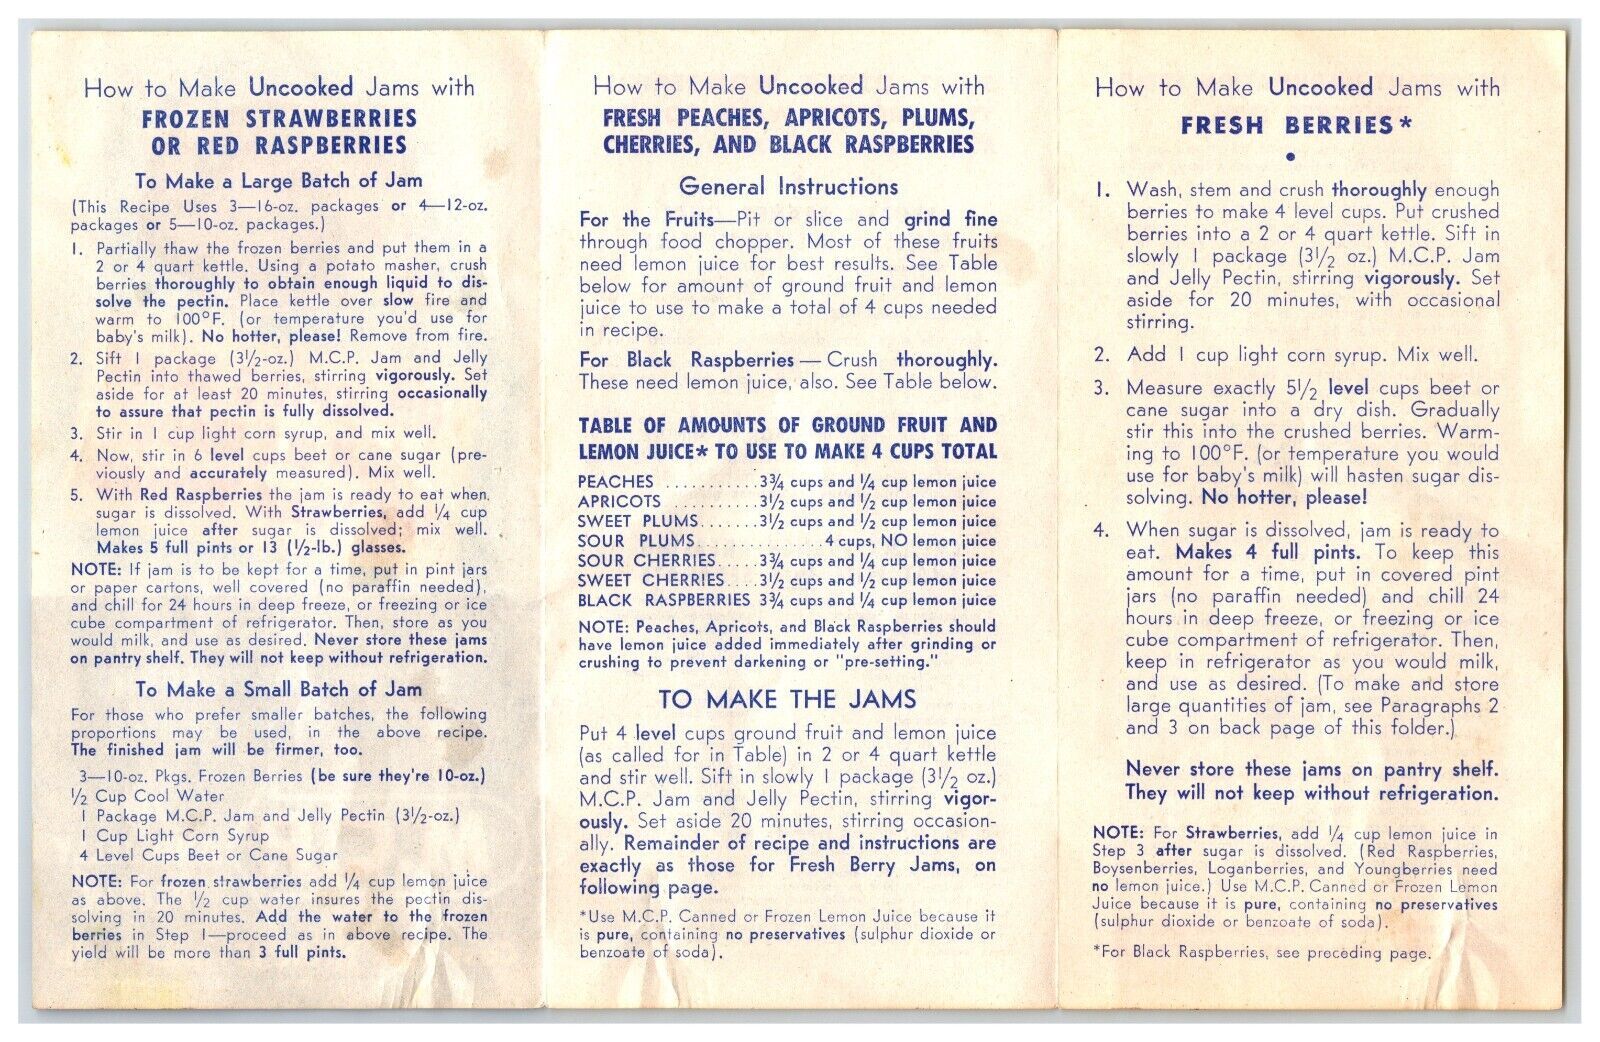 How to Make Uncooked Jams with
FROZEN STRAWBERRIES
OR RED RASPBERRIES
To Make a Large Batch of Jam
(This Recipe Uses 3—16-oz. packages or 4—12-oz.
packages or 5—10-oz. packages.)
1. Partially thaw the frozen berries and put them in a
2 or 4 quart kettle. Using a potato masher, crush
berries thoroughly to obtain enough liquid to dis-
solve the pectin. Place kettle over slow fire and
warm to 100°F. (or temperature you'd use for
baby's milk). No hotter, please! Remove from fire.
2. Sift 1 package (3½-oz.) M.C.P. Jam and Jelly
Pectin into thawed berries, stirring vigorously. Set
aside for at least 20 minutes, stirring occasionally
to assure that pectin is fully dissolved.
3. Stir in 1 cup light corn syrup, and mix well.
4. Now, stir in 6 level cups beet or cane sugar (pre-
viously and accurately measured). Mix well.
5. With Red Raspberries the jam is ready to eat when
sugar is dissolved. With Strawberries, add ¼ cup
lemon juice after sugar is dissolved; mix well.
Makes 5 full pints or 13 (½-lb.) glasses.
NOTE: If jam is to be kept for a time, put in pint jars
or paper cartons, well covered (no paraffin needed),
and chill for 24 hours in deep freeze, or freezing or ice
cube compartment of refrigerator. Then, store as you
would milk, and use as desired. Never store these jams
on pantry shelf. They will not keep without refrigeration.
To Make a Small Batch of Jam
For those who prefer smaller batches, the following
proportions may be used, in the above recipe.
The finished jam will be firmer, too.
3—10-oz. Pkgs. Frozen Berries (be sure they're 10-oz.)
½ Cup Cool Water
1 Package M.C.P. Jam and Jelly Pectin (3½-oz.)
1 Cup Light Corn Syrup
4 Level Cups Beet or Cane Sugar
NOTE: For frozen strawberries add ¼ cup lemon juice
as above. The ½ cup water insures the pectin dis-
solving in 20 minutes. Add the water to the frozen
berries in Step 1—proceed as in above recipe. The
yield will be more than 3 full pints.
How to Make Uncooked Jams with
FRESH PEACHES, APRICOTS, PLUMS,
CHERRIES, AND BLACK RASPBERRIES
General Instructions
For the Fruits—Pit or slice and grind fine
through food chopper. Most of these fruits
need lemon juice for best results. See Table
below for amount of ground fruit and lemon
juice to use to make a total of 4 cups needed
in recipe.
For Black Raspberries — Crush thoroughly.
These need lemon juice, also. See Table below.
TABLE OF AMOUNTS OF GROUND FRUIT AND
LEMON JUICE* TO USE TO MAKE 4 CUPS TOTAL
PEACHES ...........3¾ cups and ¼ cup lemon juice
APRICOTS ..........3½ cups and ½ cup lemon juice
SWEET PLUMS.......3½ cups and ½ cup lemon juice
SOUR PLUMS...............4 cups, NO lemon juice
SOUR CHERRIES.....3¾ cups and ¼ cup lemon juice
SWEET CHERRIES....3½ cups and ½ cup lemon juice
BLACK RASPBERRIES 3¾ cups and ¼ cup lemon juice
NOTE: Peaches, Apricots, and Black Raspberries should
have lemon juice added immediately after grinding or
crushing to prevent darkening or "pre-setting."
TO MAKE THE JAMS
Put 4 level cups ground fruit and lemon juice
(as called for in Table) in 2 or 4 quart kettle
and stir well. Sift in slowly 1 package (3½ oz.)
M.C.P. Jam and Jelly Pectin, stirring vigor-
ously. Set aside 20 minutes, stirring occasion-
ally. Remainder of recipe and instructions are
exactly as those for Fresh Berry Jams, on
following page.
*Use M.C.P. Canned or Frozen Lemon Juice because it
is pure, containing no preservatives (sulphur dioxide or
benzoate of soda).
How to Make Uncooked Jams with
FRESH BERRIES*
•
1. Wash, stem and crush thoroughly enough
berries to make 4 level cups. Put crushed
berries into a 2 or 4 quart kettle. Sift in
slowly 1 package (3½ oz.) M.C.P. Jam
and Jelly Pectin, stirring vigorously. Set
aside for 20 minutes, with occasional
stirring.
2. Add 1 cup light corn syrup. Mix well.
3. Measure exactly 5½ level cups beet or
cane sugar into a dry dish. Gradually
stir this into the crushed berries. Warm-
ing to 100°F. (or temperature you would
use for baby's milk) will hasten sugar dis-
solving. No hotter, please!
4. When sugar is dissolved, jam is ready to
eat. Makes 4 full pints. To keep this
amount for a time, put in covered pint
jars (no paraffin needed) and chill 24
hours in deep freeze, or freezing or ice
cube compartment of refrigerator. Then,
keep in refrigerator as you would milk,
and use as desired. (To make and store
large quantities of jam, see Paragraphs 2
and 3 on back page of this folder.)
Never store these jams on pantry shelf.
They will not keep without refrigeration.
NOTE: For Strawberries, add ¼ cup lemon juice in
Step 3 after sugar is dissolved. (Red Raspberries,
Boysenberries, Loganberries, and Youngberries need
no lemon juice.) Use M.C.P. Canned or Frozen Lemon
Juice because it is pure, containing no preservatives
(sulphur dioxide or benzoate of soda).
*For Black Raspberries, see preceding page.